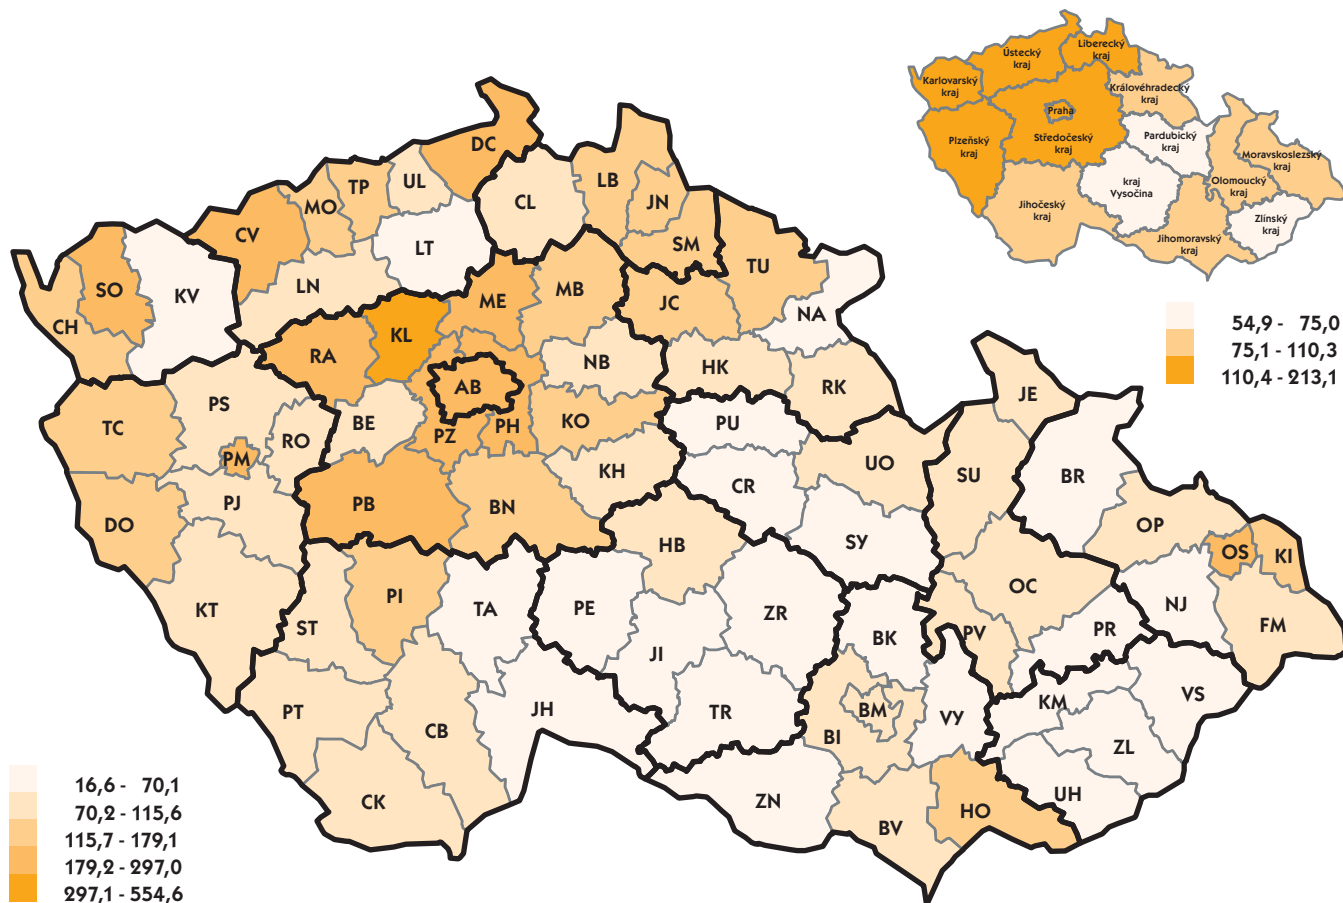 Ústecký
kraj
Liberecký
kraj
Karlovarský
kraj
Královéhradecký
kraj
Praha
Plzeňský
kraj
Středočeský
kraj
Pardubický
kraj
Moravskoslezský
kraj
kraj
Vysočina
Olomoucký
kraj
Jihočeský
kraj
Zlínský
kraj
Jihomoravský
kraj
54,9 - 75,0
75,1 - 110,3
110,4 - 213,1
DC
UL
TP
MO
LB
CL
JN
CV
LT
SM
TU
SO
KV
LN
ME
MB
JC
NA
CH
KL
RA
NB
HK
RK
AB
JE
PS
BE
PZ
PH
KO
PU
TC
RO
PM
KH
UO
SU
BR
CR
PJ
PB
BN
DO
OP
HB
SY
OS
KI
OC
KT
PI
TA
PE
ZR
NJ
ST
BK
PV
PR
FM
JI
PT
JH
TR
BM
VY
KM
VS
CB
BI
ZL
CK
ZN
BV
HO
UH
16,6 - 70,1
70,2 - 115,6
115,7 - 179,1
179,2 - 297,0
297,1 - 554,6